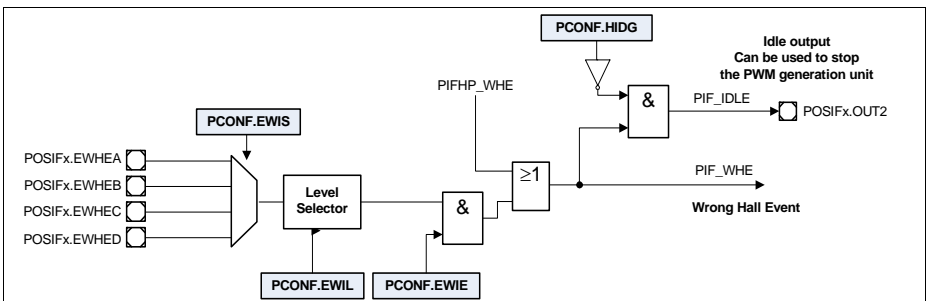 PCONF.HIDG
Idle output
Can be used to stop
the PWM generation unit
PIFHP_WHE
&
PIF_IDLE
POSIFx.OUT2
PCONF.EWIS
POSIFx.EWHEA
POSIFx.EWHEB
POSIFx.EWHEC
POSIFx.EWHED
Level
Selector
&
≥1
PIF_WHE
Wrong Hall Event
PCONF.EWIL
PCONF.EWIE